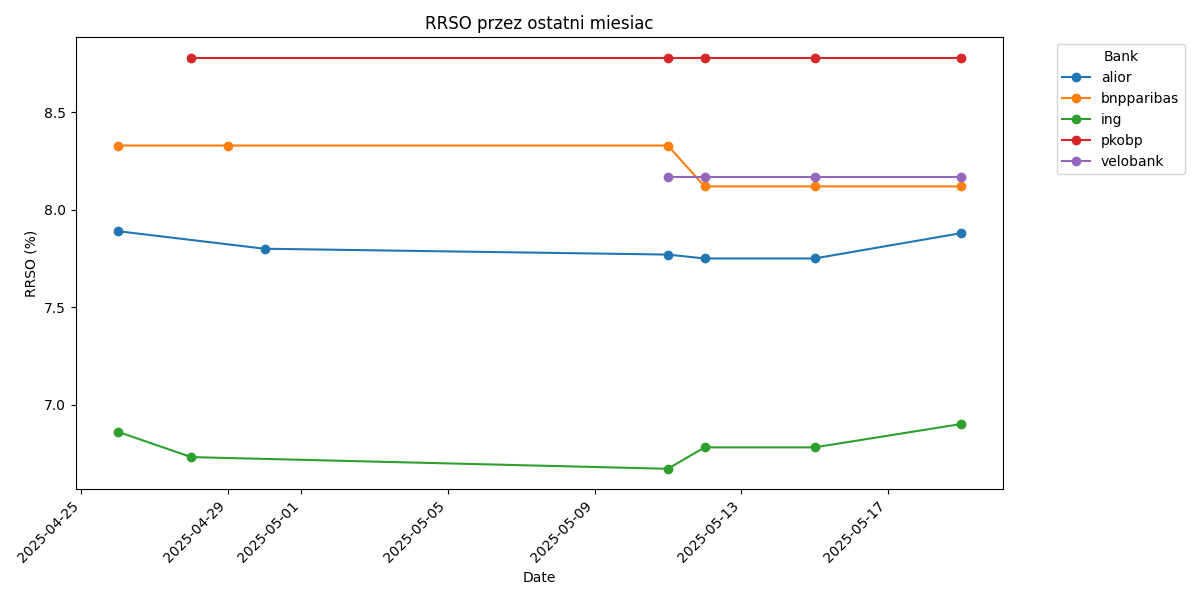 RRSO przez ostatni miesiac
Bank
alior
bnpparibas
ing
pkobp
velobank
RRSO (%)
8.5
8.0
7.5
7.0
2025-04-25
2025-04-29
2025-05-01
2025-05-05
2025-05-09
2025-05-13
2025-05-17
Date